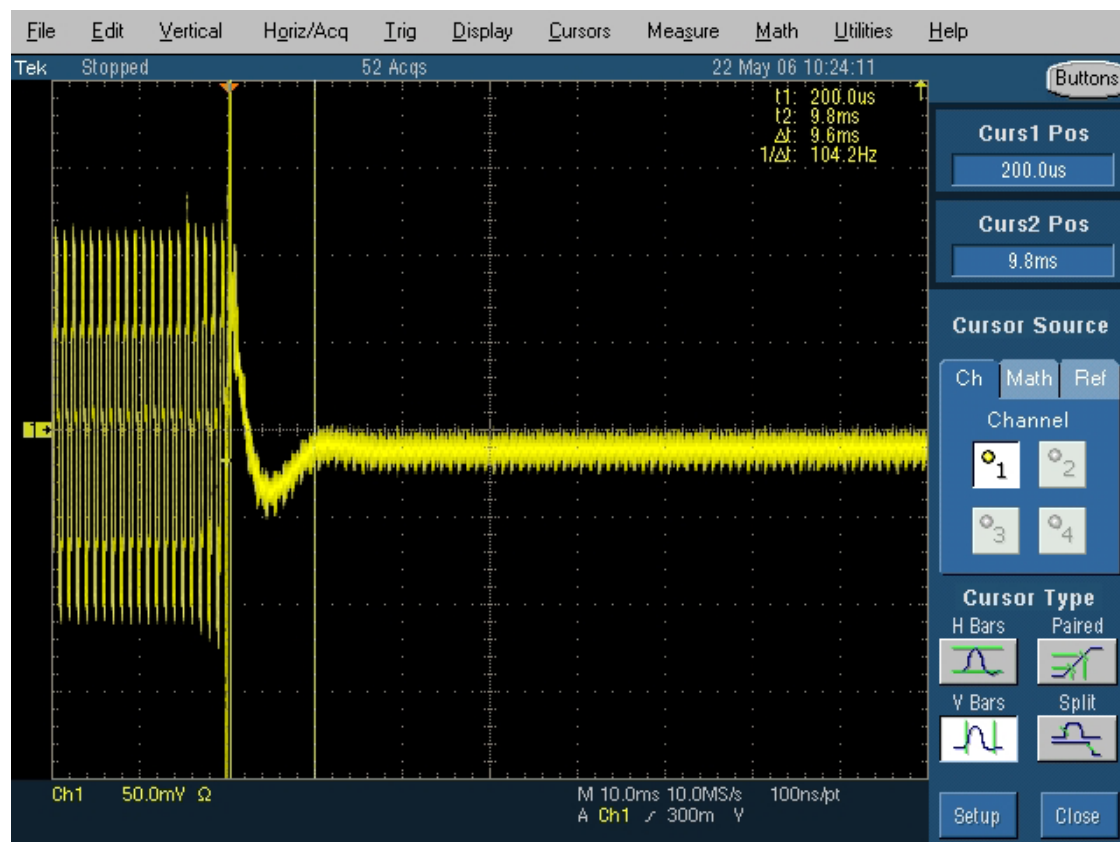 File Edit Vertical Horiz/Acq Trig Display Cursors Measure Math Utilities Help
Tek Stopped 52 Acqs 22 May 06 10:24:11
Buttons
t1: 200.0us
t2: 9.8ms
Δt: 9.6ms
1/Δt: 104.2Hz
Curs1 Pos
200.0us
Curs2 Pos
9.8ms
Cursor Source
Ch Math Ref
Channel
1 2
3 4
1
Cursor Type
H Bars Paired
V Bars Split
Ch1 50.0mV Ω M 10.0ms 10.0MS/s 100ns/pt
A Ch1 / 300m V
Setup Close